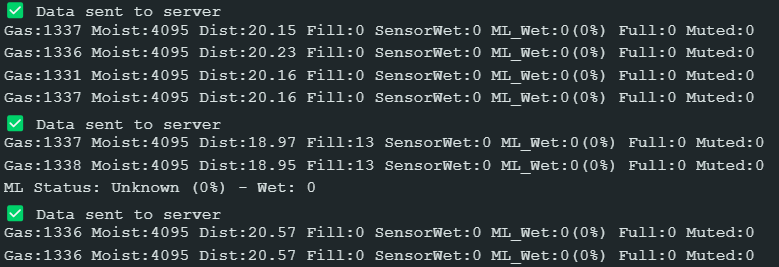 ✅ Data sent to server
Gas:1337 Moist:4095 Dist:20.15 Fill:0 SensorWet:0 ML_Wet:0(0%) Full:0 Muted:0
Gas:1336 Moist:4095 Dist:20.23 Fill:0 SensorWet:0 ML_Wet:0(0%) Full:0 Muted:0
Gas:1331 Moist:4095 Dist:20.16 Fill:0 SensorWet:0 ML_Wet:0(0%) Full:0 Muted:0
Gas:1337 Moist:4095 Dist:20.16 Fill:0 SensorWet:0 ML_Wet:0(0%) Full:0 Muted:0
✅ Data sent to server
Gas:1337 Moist:4095 Dist:18.97 Fill:13 SensorWet:0 ML_Wet:0(0%) Full:0 Muted:0
Gas:1338 Moist:4095 Dist:18.95 Fill:13 SensorWet:0 ML_Wet:0(0%) Full:0 Muted:0
ML Status: Unknown (0%) - Wet: 0
✅ Data sent to server
Gas:1336 Moist:4095 Dist:20.57 Fill:0 SensorWet:0 ML_Wet:0(0%) Full:0 Muted:0
Gas:1336 Moist:4095 Dist:20.57 Fill:0 SensorWet:0 ML_Wet:0(0%) Full:0 Muted:0